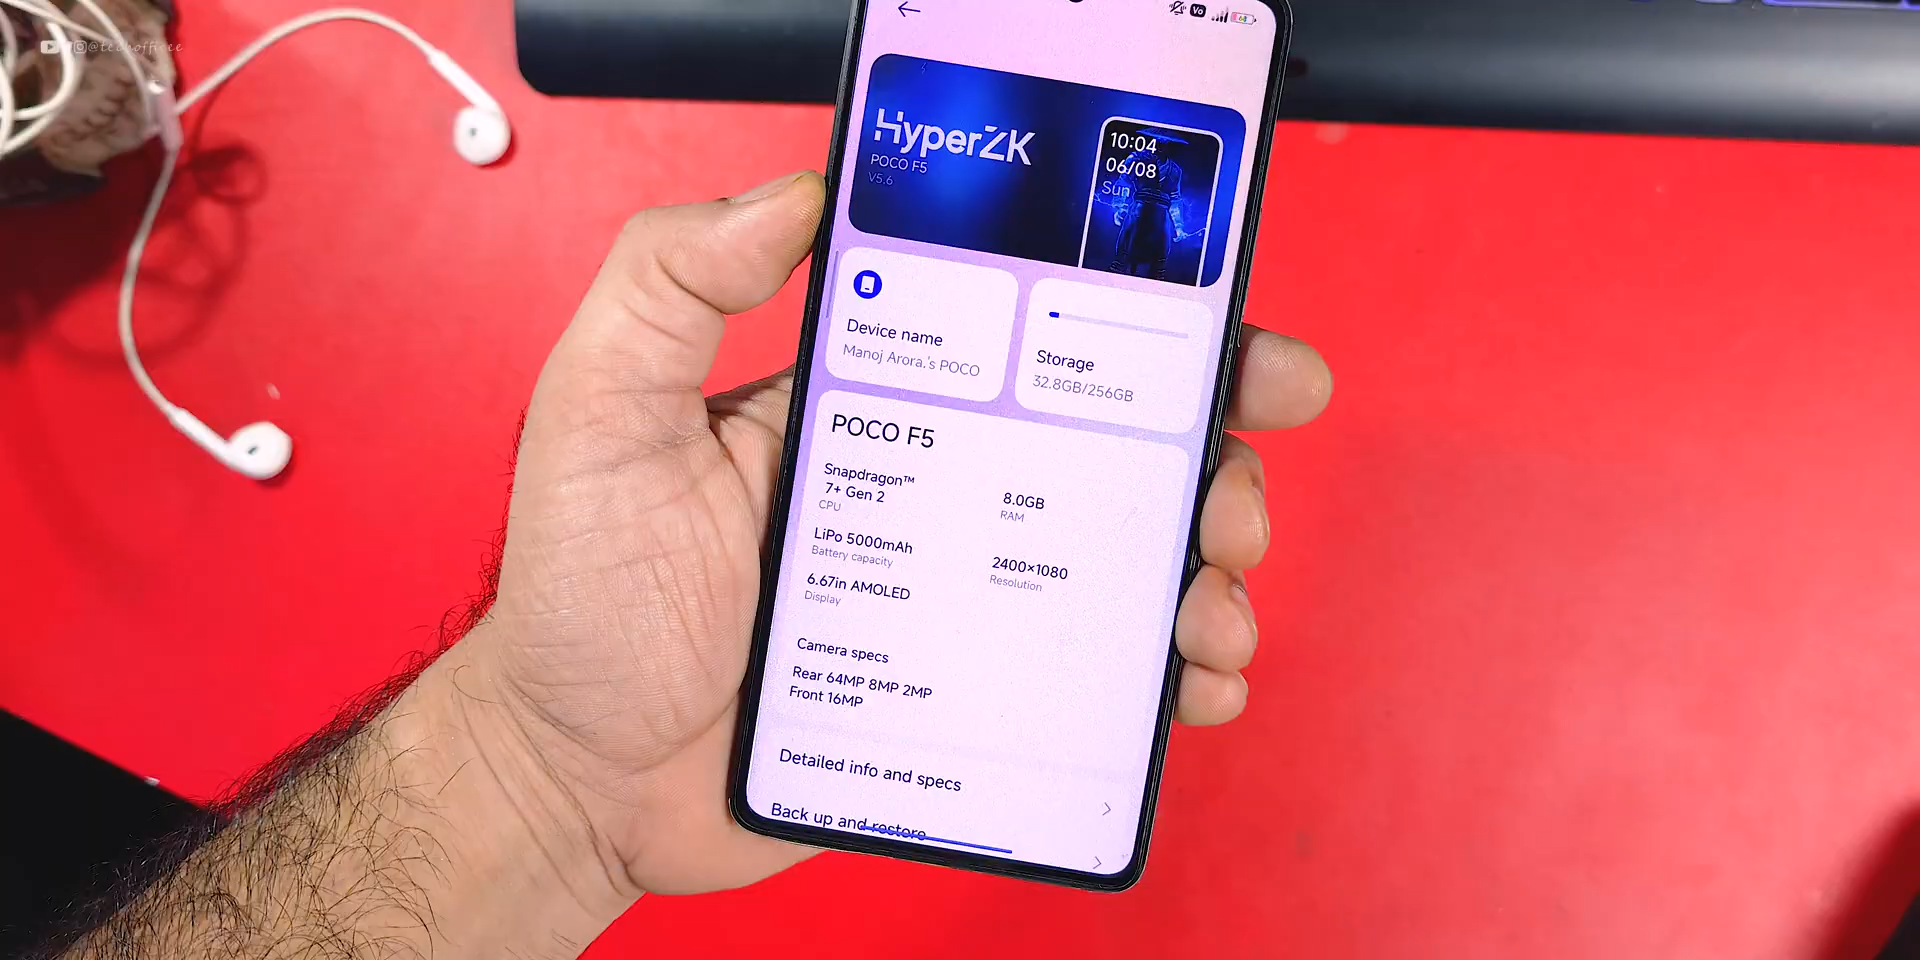 @techofficee
Vo
HyperZK
POCO F5
V5.6
10:04
06/08
Sun
Device name
Manoj Arora.'s POCO
Storage
32.8GB/256GB
POCO F5
Snapdragon™
7+ Gen 2
CPU
8.0GB
RAM
LiPo 5000mAh
Battery capacity
2400×1080
Resolution
6.67in AMOLED
Display
Camera specs
Rear 64MP 8MP 2MP
Front 16MP
Detailed info and specs
Back up and restore